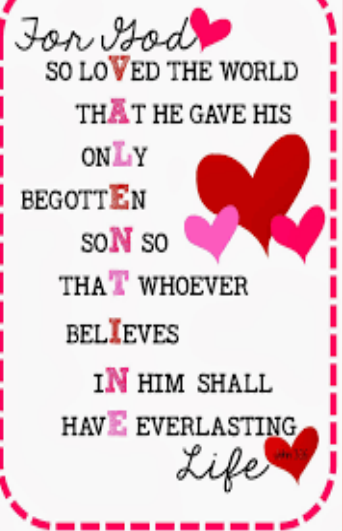 For God
SO LOVED THE WORLD
THAT HE GAVE HIS
ONLY
BEGOTTEN
SON SO
THAT WHOEVER
BELIEVES
IN HIM SHALL
HAVE EVERLASTING
Life